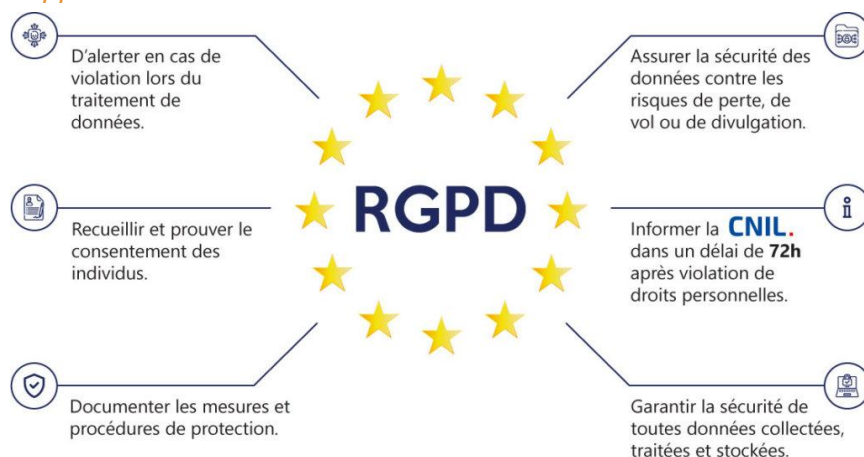 D'alerter en cas de
violation lors du
traitement de
données.
Recueillir et prouver le
consentement des
individus.
Documenter les mesures et
procédures de protection.
RGPD
Assurer la sécurité des
données contre les
risques de perte, de
vol ou de divulgation.
Informer la CNIL.
dans un délai de 72h
après violation de
droits personnelles.
Garantir la sécurité de
toutes données collectées,
traitées et stockées.